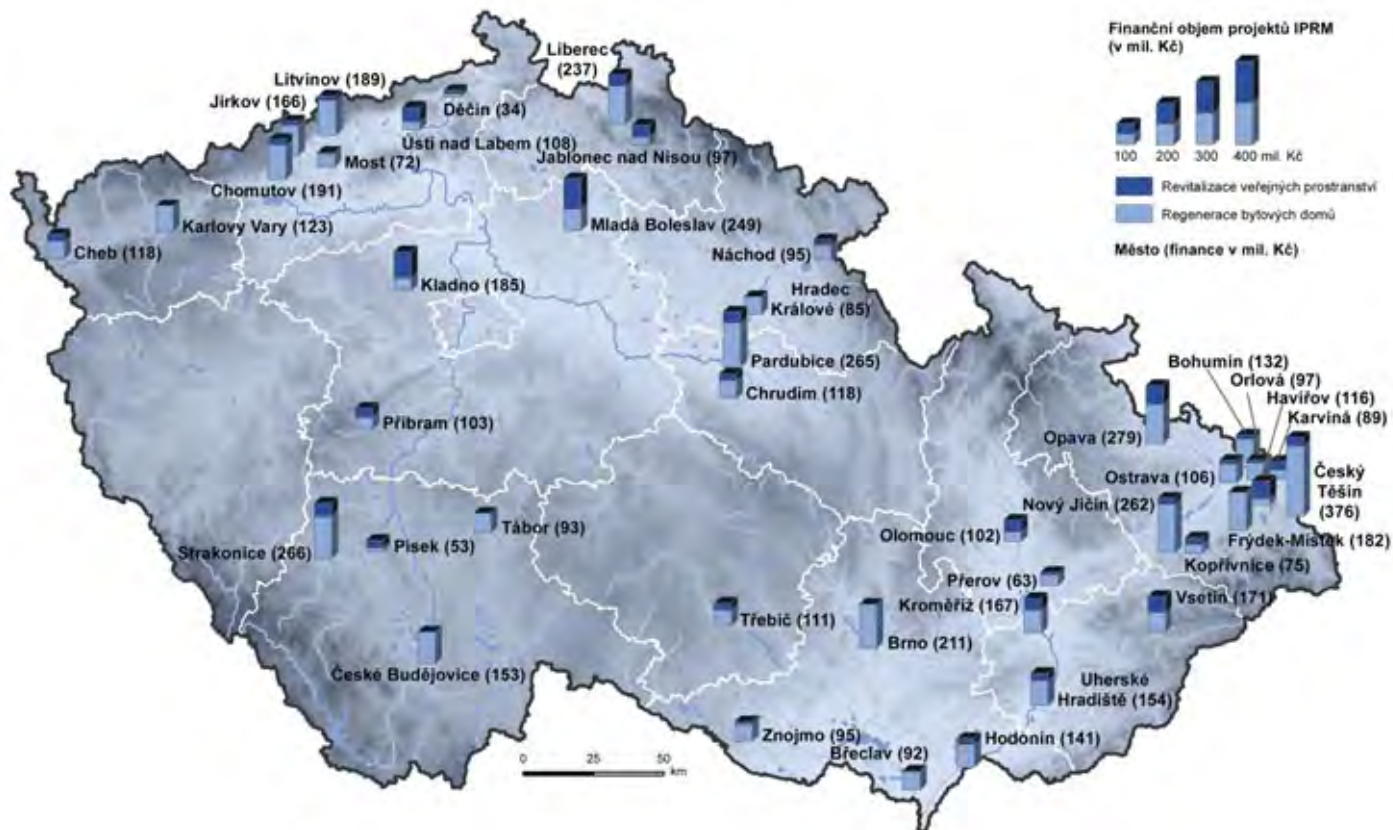 Finanční objem projektů IPRM
(v mil. Kč)
100 200 300 400 mil. Kč
Revitalizace veřejných prostranství
Regenerace bytových domů
Město (finance v mil. Kč)
Liberec
(237)
Litvínov (189)
Jirkov (166)
Děčín (34)
Ústí nad Labem (108)
Jablonec nad Nisou (97)
Most (72)
Chomutov (191)
Karlovy Vary (123)
Cheb (118)
Mladá Boleslav (249)
Kladno (185)
Náchod (95)
Hradec
Králové (85)
Pardubice (265)
Chrudim (118)
Příbram (103)
Bohumín (132)
Orlová (97)
Havířov (116)
Karviná (89)
Opava (279)
Ostrava (106)
Český
Těšín
(376)
Nový Jičín (262)
Frýdek-Místek (182)
Kopřivnice (75)
Strakonice (266)
Písek (53)
Tábor (93)
Olomouc (102)
Přerov (63)
Kroměříž (167)
Vsetín (171)
Třebíč (111)
Brno (211)
České Budějovice (153)
Uherské
Hradiště (154)
Znojmo (95)
Břeclav (92)
Hodonín (141)
0 25 50
km